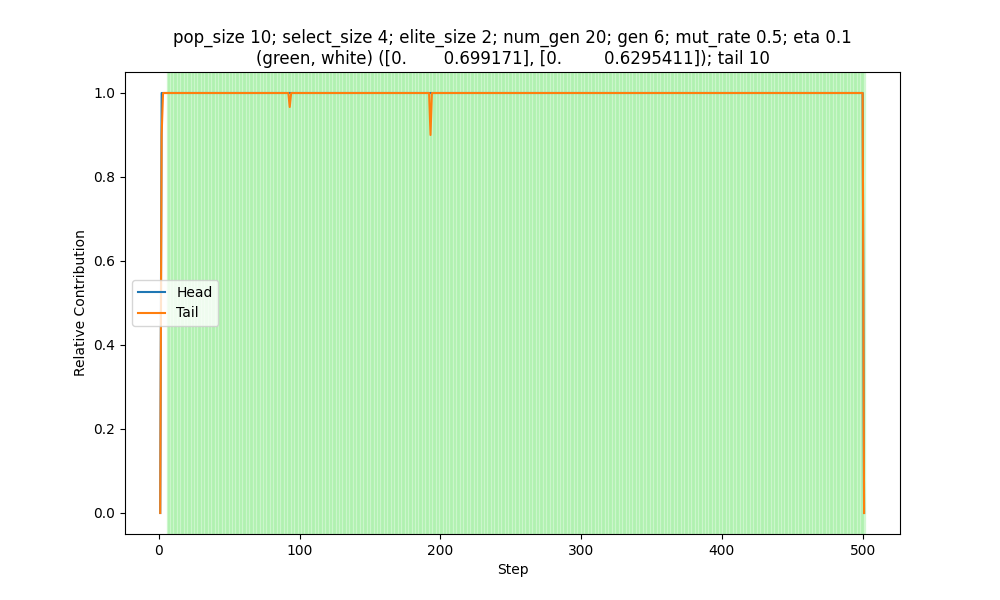 pop_size 10; select_size 4; elite_size 2; num_gen 20; gen 6; mut_rate 0.5; eta 0.1
(green, white) ([0.       0.699171], [0.        0.6295411]); tail 10
1.0
0.8
0.6
0.4
0.2
0.0
Relative Contribution
Head
Tail
0
100
200
300
400
500
Step